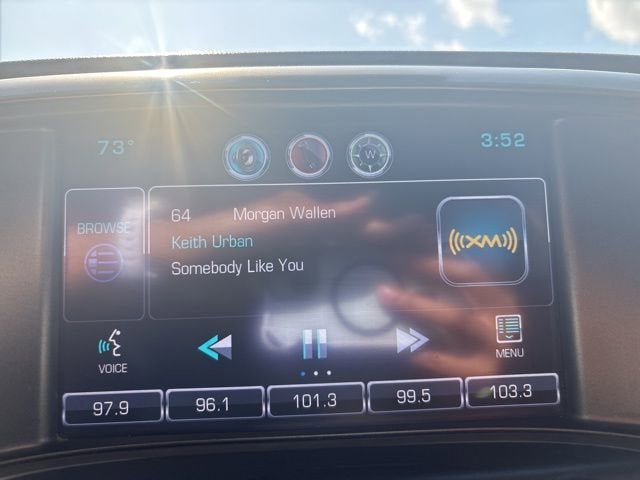 73°
W
3:52
BROWSE
64 Morgan Wallen
Keith Urban
Somebody Like You
((XM))
VOICE
MENU
97.9 96.1 101.3 99.5 103.3